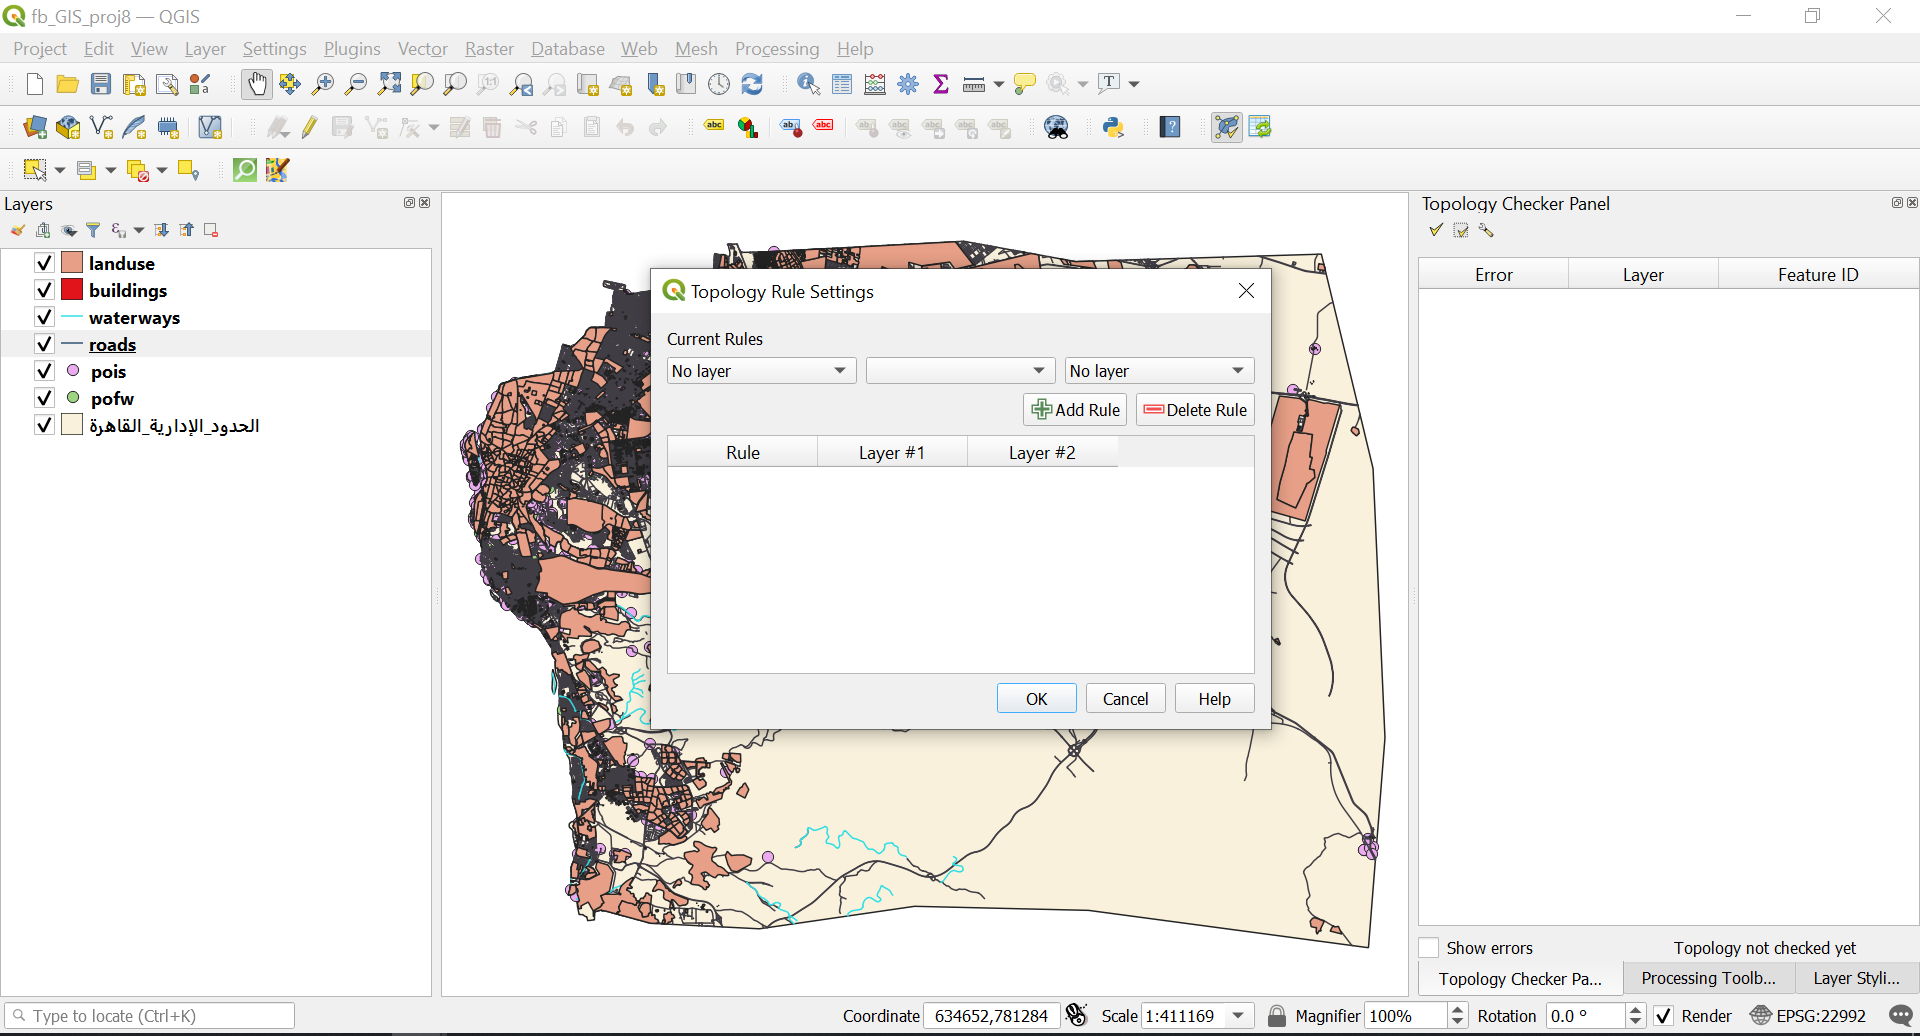 fb_GIS_proj8 — QGIS
Project Edit View Layer Settings Plugins Vector Raster Database Web Mesh Processing Help
Layers
landuse
buildings
waterways
roads
pois
pofw
الحدود_الإدارية_القاهرة
Topology Rule Settings
Current Rules
No layer No layer
Add Rule Delete Rule
Rule Layer #1 Layer #2
OK Cancel Help
Topology Checker Panel
Error Layer Feature ID
Show errors Topology not checked yet
Topology Checker Pa... Processing Toolb... Layer Styli...
Type to locate (Ctrl+K) Coordinate 634652,781284 Scale 1:411169 Magnifier 100% Rotation 0.0 ° Render EPSG:22992